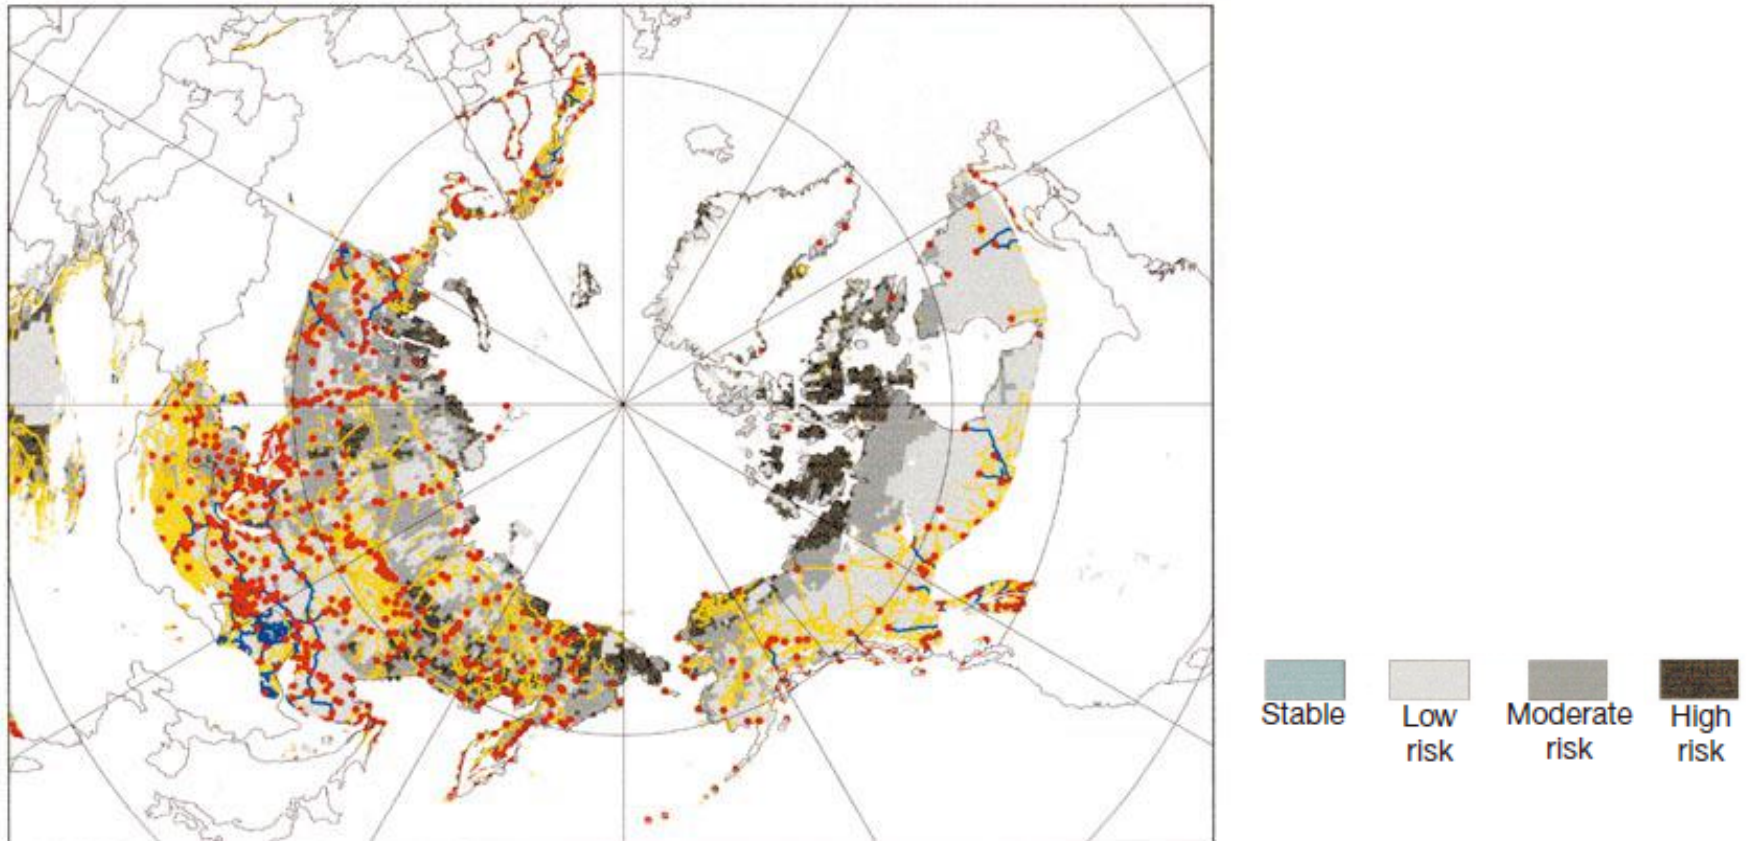 Stable
Low
risk
Moderate
risk
High
risk